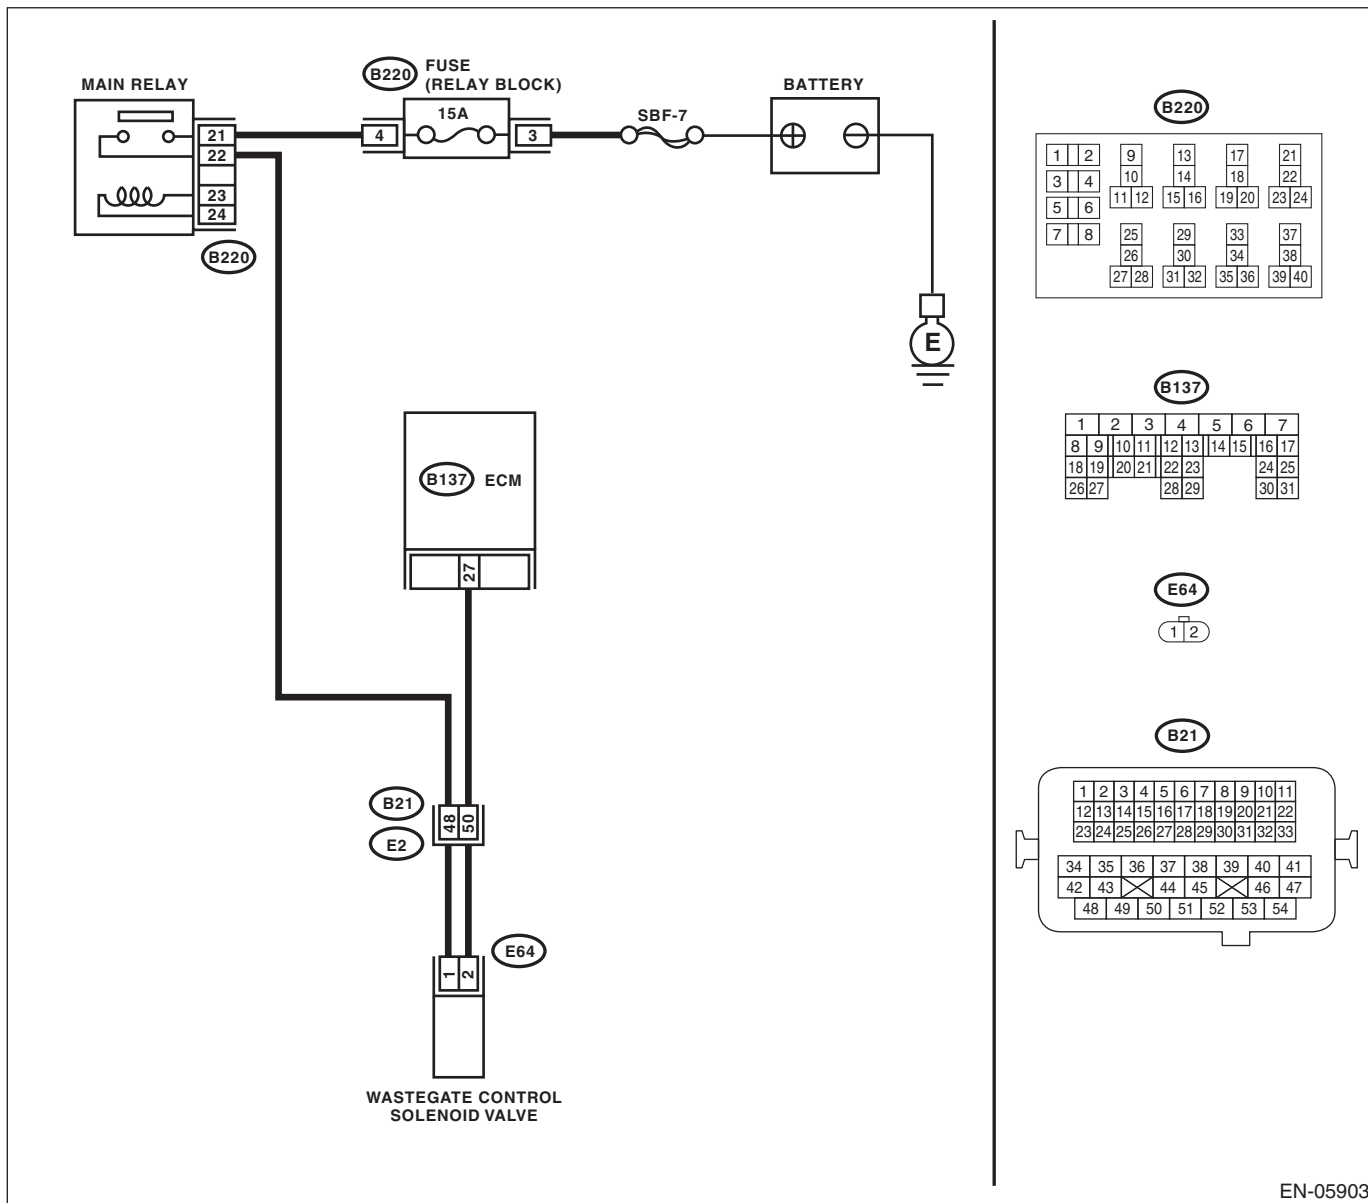 MAIN RELAY
21
22
23
24
B220
B220
FUSE
(RELAY BLOCK)
15A
4
3
SBF-7
BATTERY
E
B137 ECM
27
B21
E2
48 50
E64
1 2
WASTEGATE CONTROL
SOLENOID VALVE
B220
1 2 9 13 17 21
3 4 10 14 18 22
5 6 11 12 15 16 19 20 23 24
7 8 25 29 33 37
26 30 34 38
27 28 31 32 35 36 39 40
B137
1 2 3 4 5 6 7
8 9 10 11 12 13 14 15 16 17
18 19 20 21 22 23 24 25
26 27 28 29 30 31
E64
1 2
B21
1 2 3 4 5 6 7 8 9 10 11
12 13 14 15 16 17 18 19 20 21 22
23 24 25 26 27 28 29 30 31 32 33
34 35 36 37 38 39 40 41
42 43 44 45 46 47
48 49 50 51 52 53 54
EN-05903